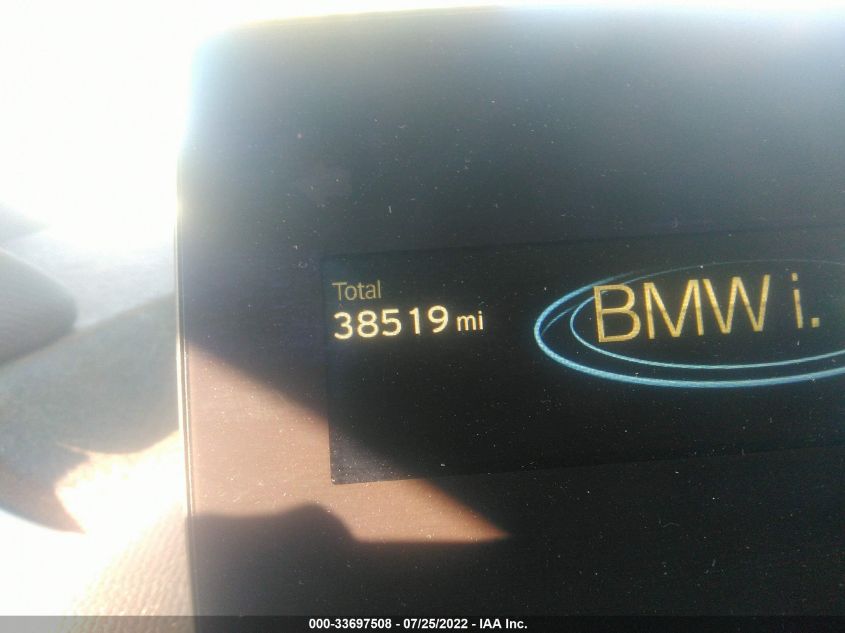 Total
38519 mi
BMW i.
000-33697508 - 07/25/2022 - IAA Inc.